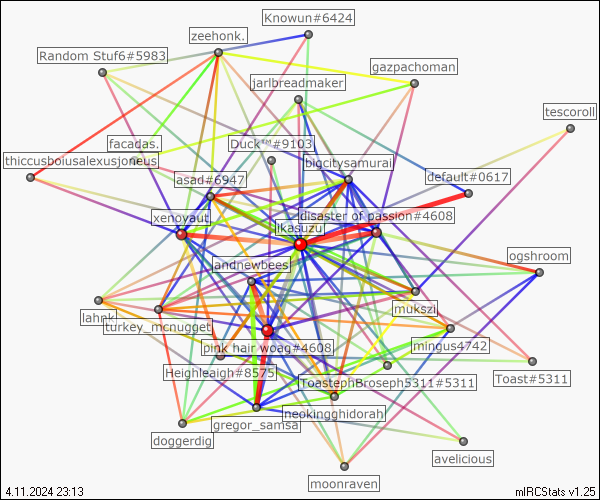 Knowun#6424
zeehonk.
Random Stuf6#5983
gazpachoman
jarlbreadmaker
tescoroll
facadas.
Duck™#9103
thiccusboiusalexusjoneus
bigcitysamurai
asad#6947
default#0617
xenoyaut.
disaster of passion#4608
lkasuzu
ogshroom
andnewbees
lahnk
mukszi
turkey_mcnugget
pink hair woag#4608
mingus4742
Heighleaigh#8575
ToastephBroseph5311#5311
Toast#5311
neokingghidorah
gregor_samsa
doggerdig
avelicious
moonraven
4.11.2024 23:13
mIRCStats v1.25